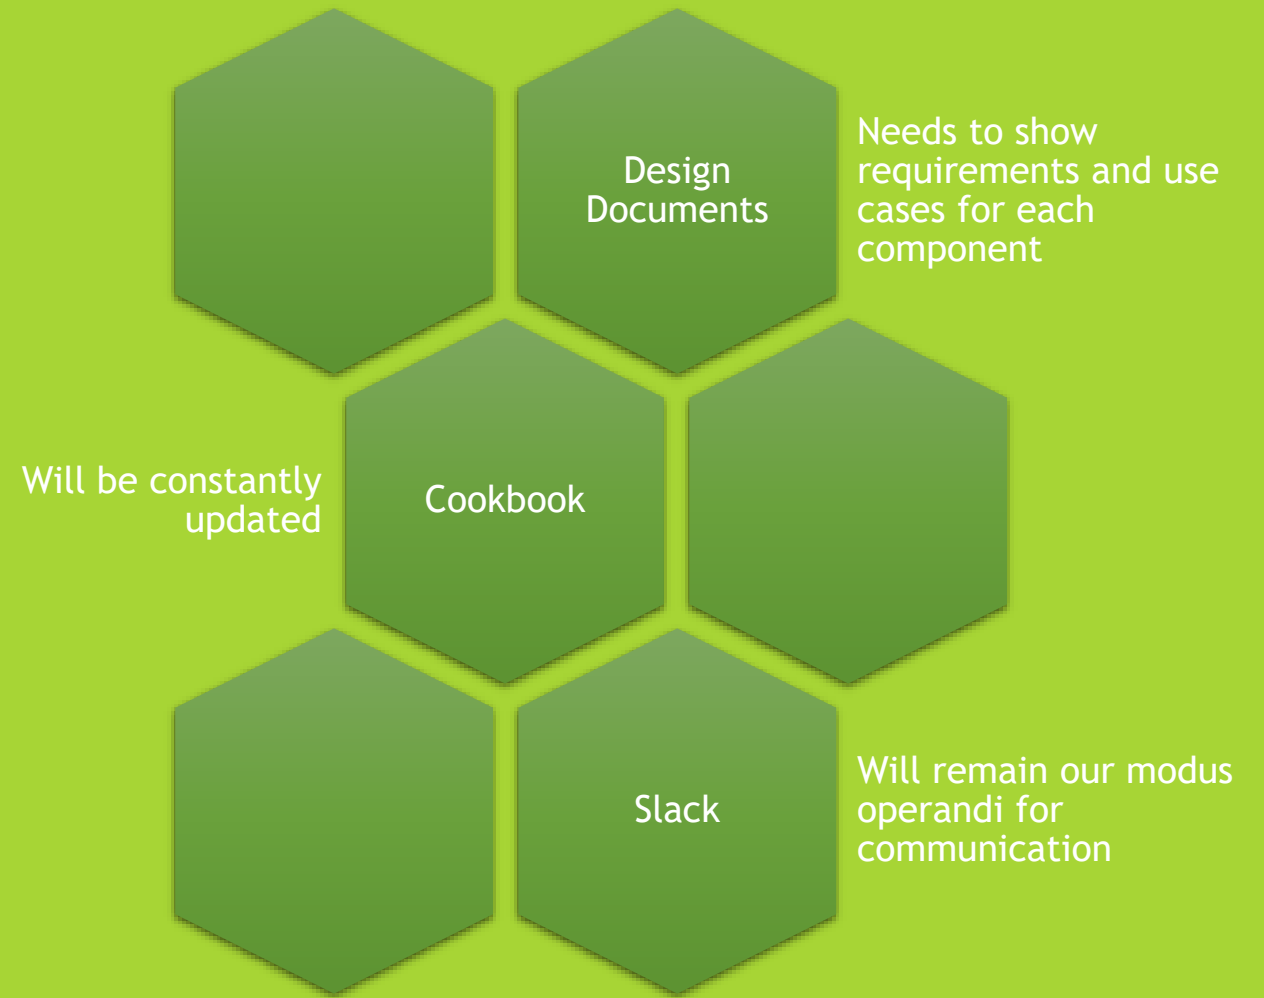 Design
Documents
Needs to show
requirements and use
cases for each
component
Will be constantly
updated
Cookbook
Slack
Will remain our modus
operandi for
communication